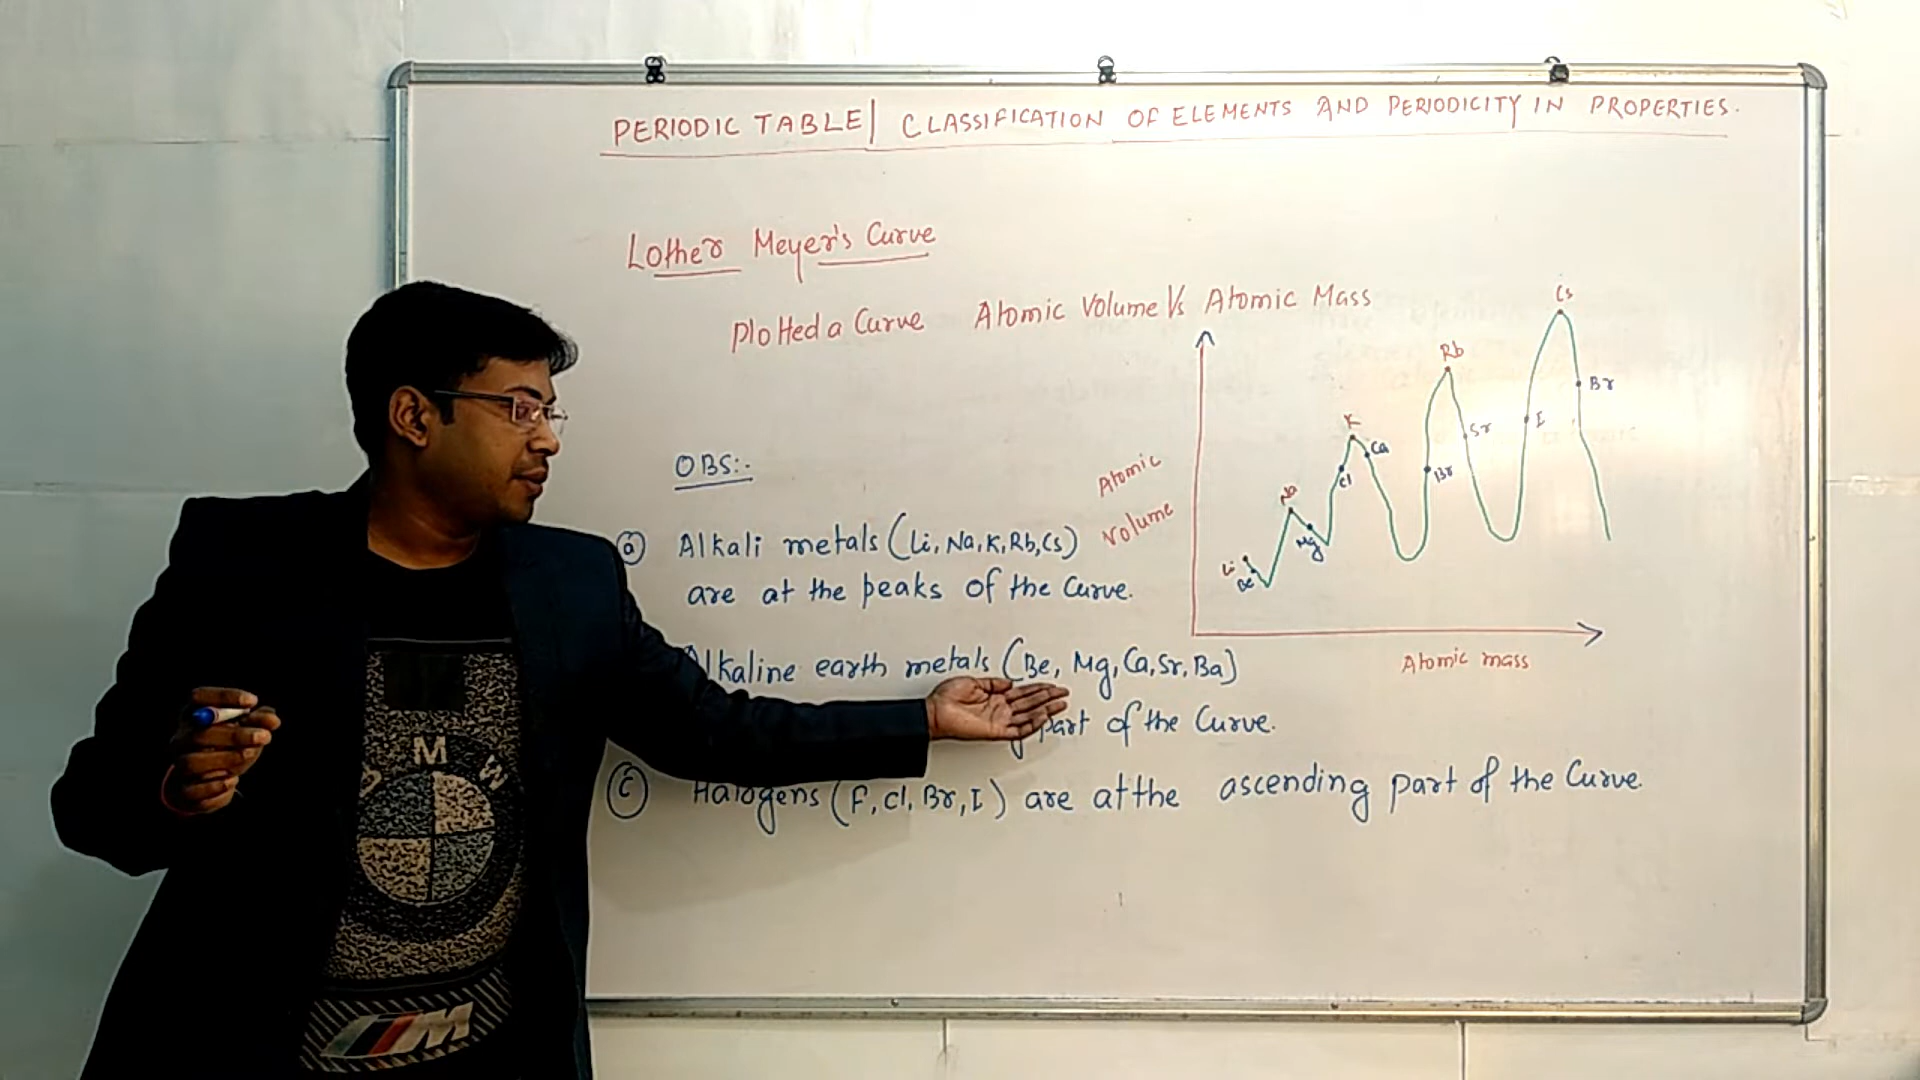 PERIODIC TABLE| CLASSIFICATION OF ELEMENTS AND PERIODICITY IN PROPERTIES.
Lother Meyer's Curve
Plotted a Curve Atomic Volume Vs Atomic Mass
OBS:-
(a) Alkali metals (Li, Na, K, Rb, Cs)
are at the peaks of the Curve.
Alkaline earth metals (Be, Mg, Ca, Sr, Ba)
part of the Curve.
(C) Halogens (F, Cl, Br, I) are at the ascending part of the Curve.
Atomic
Volume
Li
Be
Na
Mg
Cl
K
Ca
Br
Rb
Sr
I
Cs
Br
Atomic mass
M
W
M